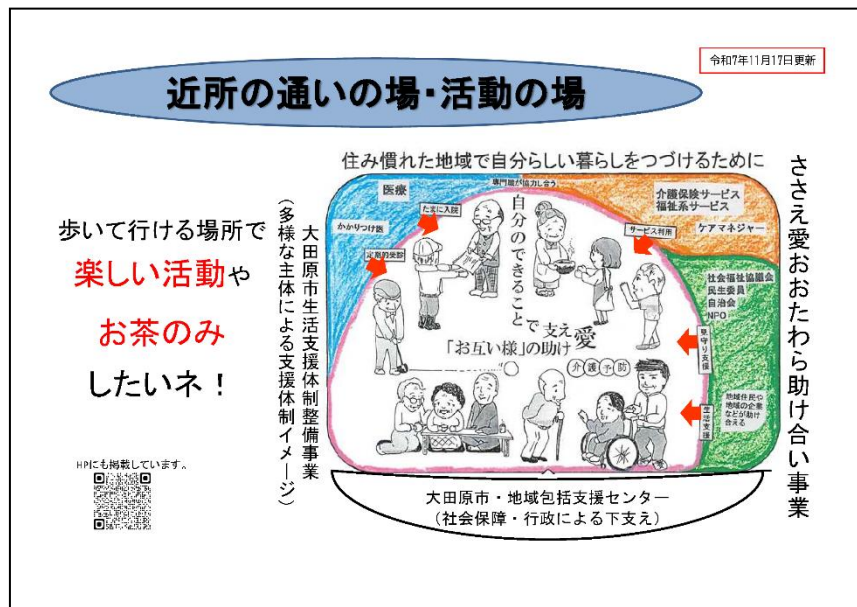 令和7年11月17日更新
近所の通いの場・活動の場
住み慣れた地域で自分らしい暮らしをつづけるために
歩いて行ける場所で
楽しい活動や
お茶のみ
したいネ！
HPにも掲載しています。
大田原市生活支援体制整備事業
（多様な主体による支援体制イメージ）
医療
専門職が協力し合う
介護保険サービス
福祉系サービス
ケアマネジャー
かかりつけ医
たまに入院
定期的受診
サービス利用
自分のできることで支え愛
「お互い様」の助け
介護予防
社会福祉協議会
民生委員
自治会
NPO
見守り支援
生活支援
地域住民や
地域の企業
などが助け
合える
大田原市・地域包括支援センター
（社会保障・行政による下支え）
ささえ愛おおたわら助け合い事業